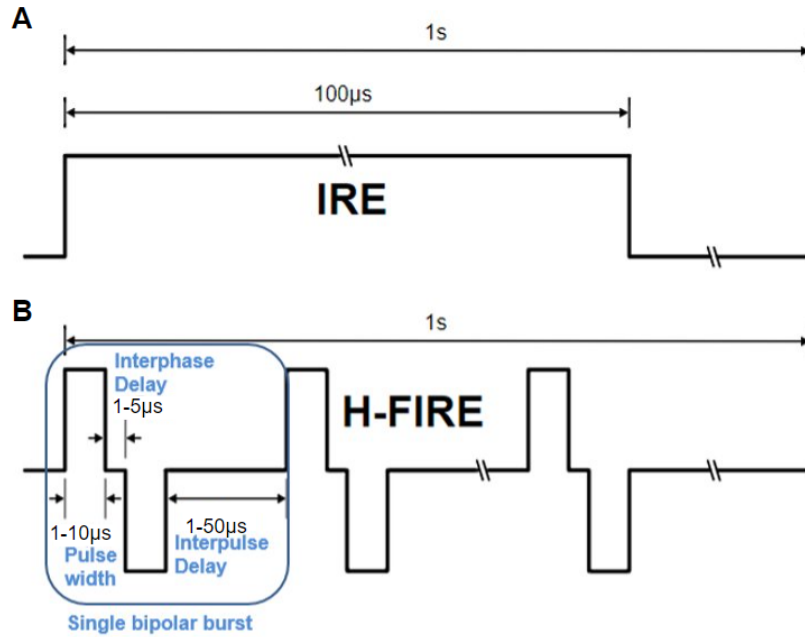 A
1s
100µs
IRE
B
1s
Interphase
Delay
1-5µs
H-FIRE
1-10µs
1-50µs
Pulse
width
Interpulse
Delay
Single bipolar burst